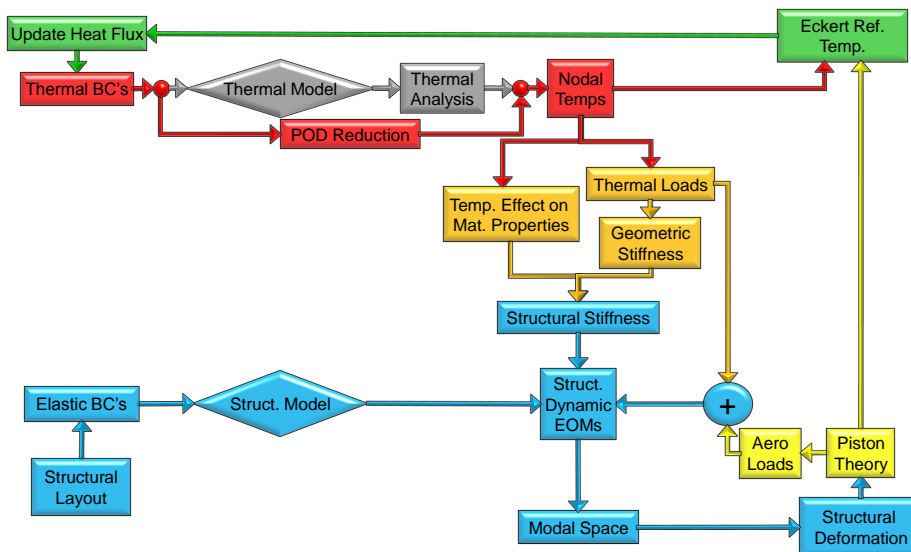 Update Heat Flux
Eckert Ref.
Temp.
Thermal BC's
Thermal Model
Thermal
Analysis
Nodal
Temps
POD Reduction
Thermal Loads
Temp. Effect on
Mat. Properties
Geometric
Stiffness
Structural Stiffness
Elastic BC's
Struct. Model
Struct.
Dynamic
EOMs
+
Aero
Loads
Piston
Theory
Structural
Layout
Modal Space
Structural
Deformation